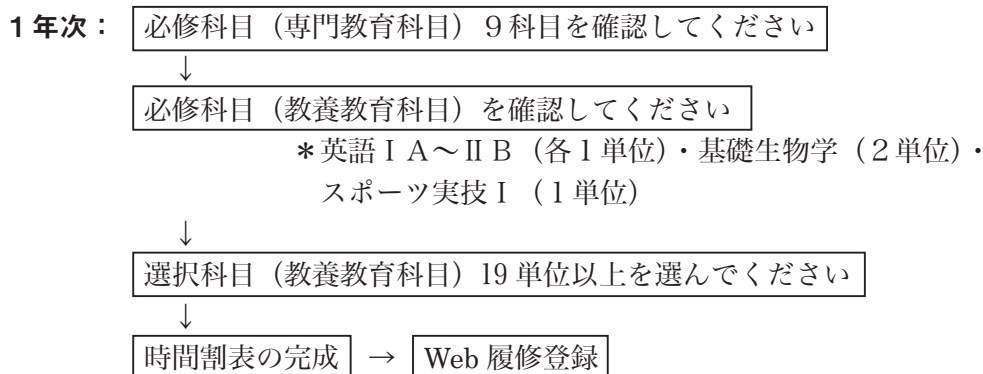 1年次： 必修科目（専門教育科目）９科目を確認してください
↓
必修科目（教養教育科目）を確認してください
＊英語ⅠA～ⅡB（各１単位）・基礎生物学（２単位）・
スポーツ実技Ⅰ（１単位）
↓
選択科目（教養教育科目）19単位以上を選んでください
↓
時間割表の完成 → Web 履修登録